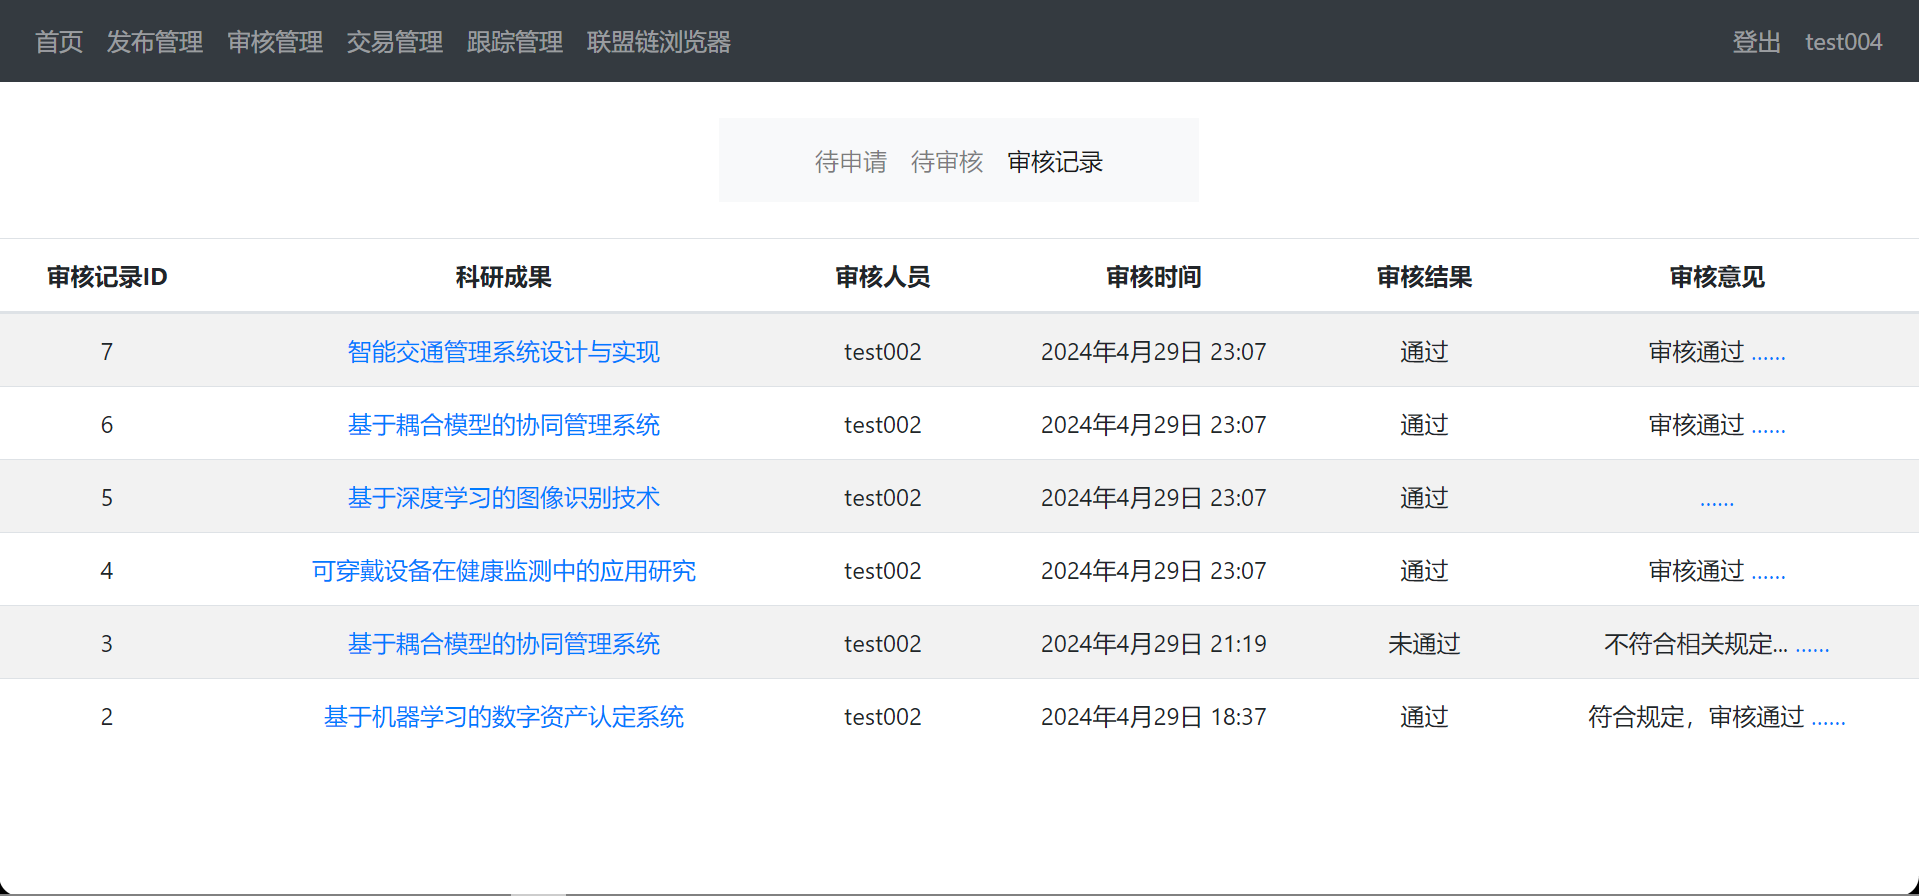 首页 发布管理 审核管理 交易管理 跟踪管理 联盟链浏览器 登出 test004
待申请 待审核 审核记录
审核记录ID 科研成果 审核人员 审核时间 审核结果 审核意见
7 智能交通管理系统设计与实现 test002 2024年4月29日 23:07 通过 审核通过 ......
6 基于耦合模型的协同管理系统 test002 2024年4月29日 23:07 通过 审核通过 ......
5 基于深度学习的图像识别技术 test002 2024年4月29日 23:07 通过 ......
4 可穿戴设备在健康监测中的应用研究 test002 2024年4月29日 23:07 通过 审核通过 ......
3 基于耦合模型的协同管理系统 test002 2024年4月29日 21:19 未通过 不符合相关规定... ......
2 基于机器学习的数字资产认定系统 test002 2024年4月29日 18:37 通过 符合规定，审核通过 ......